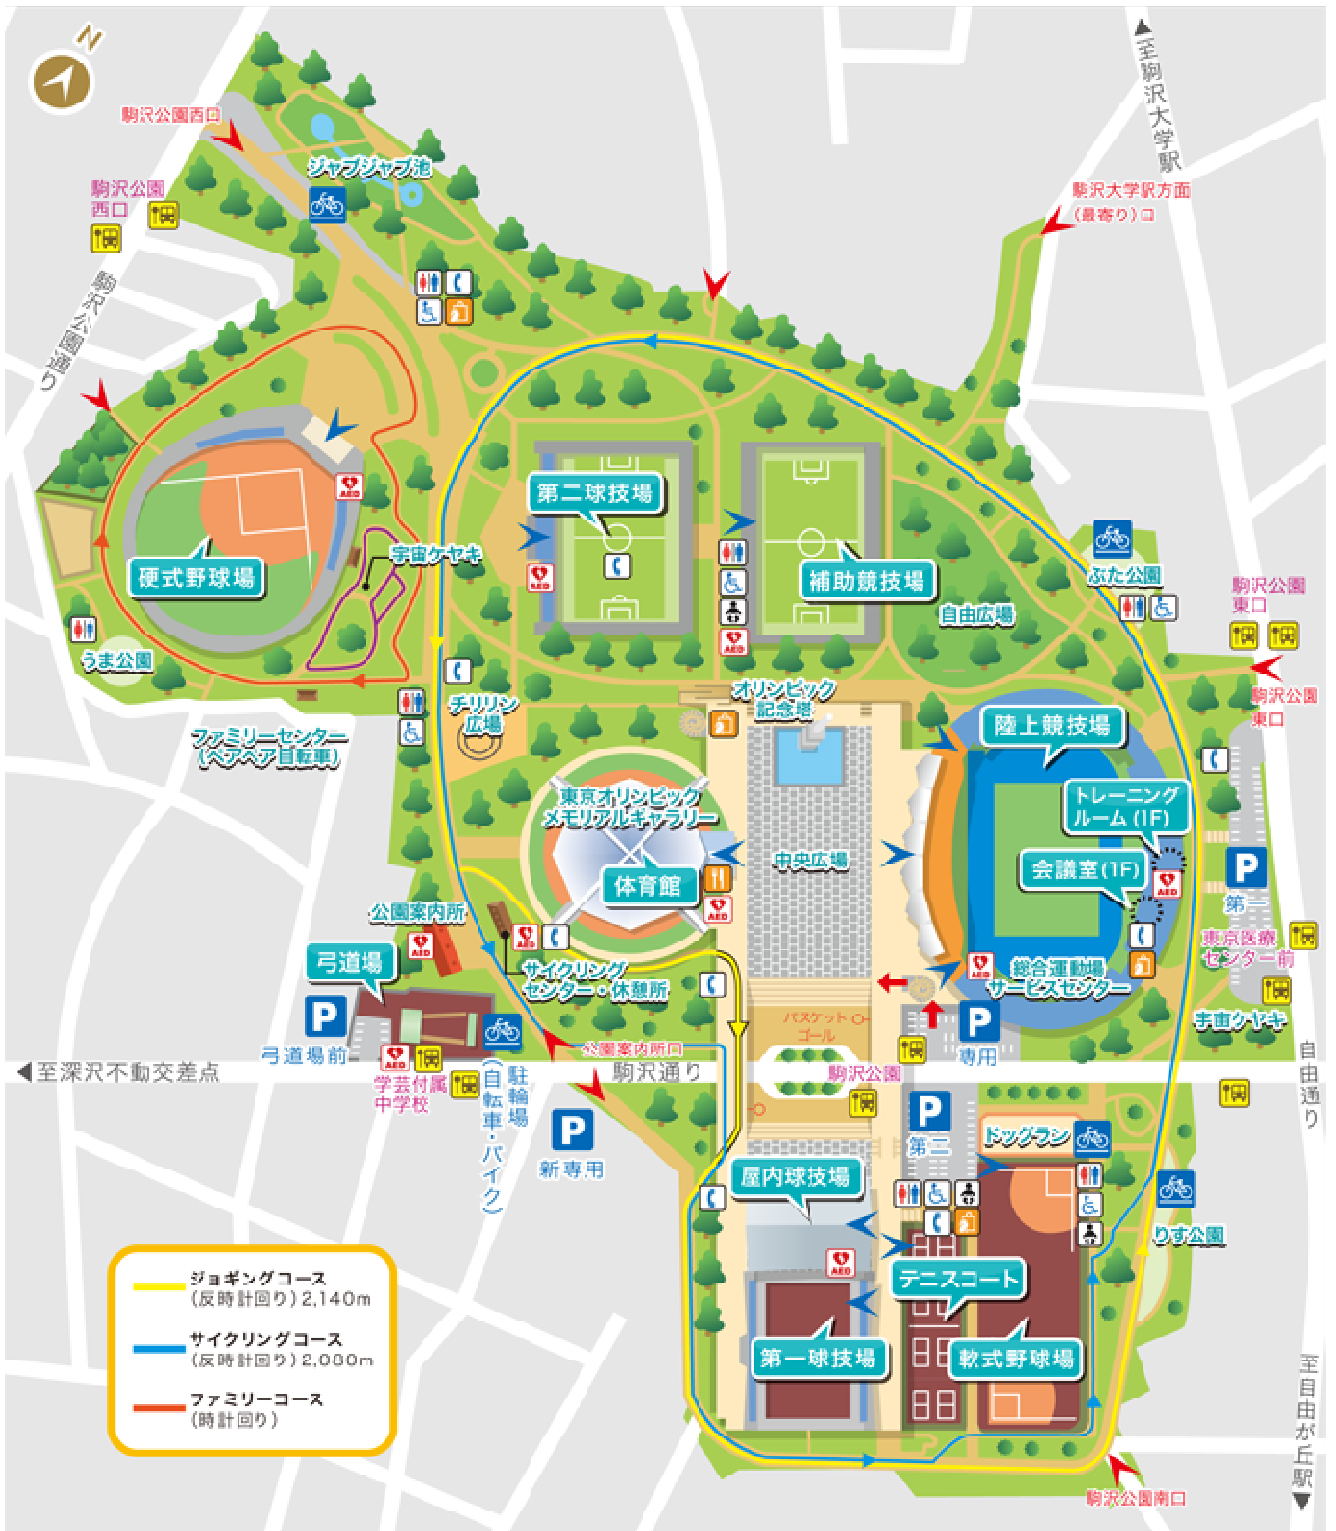 N
駒沢公園西口
▲至駒沢大学駅
ジャブジャブ池
駒沢公園
西口
駒沢大学駅方面
(最寄り)口
駒沢公園通り
第二球技場
AED
宇宙ケヤキ
硬式野球場
AED
補助競技場
ぶた公園
自由広場
駒沢公園
東口
AED
うま公園
駒沢公園
東口
オリンピック
記念塔
チリリン
広場
陸上競技場
ファミリーセンター
(ペアペア自転車)
東京オリンピック
メモリアルギャラリー
トレーニング
ルーム(1F)
中央広場
会議室(1F)
体育館
P
第一
AED
AED
公園案内所
AED
AED
東京医療
センター前
弓道場
サイクリング
センター・休憩所
AED
総合運動場
サービスセンター
P
弓道場前
バスケット
ゴール
P
専用
宇宙ケヤキ
公園案内所口
◀至深沢不動交差点
駒沢通り
駒沢公園
AED
学芸付属
中学校
駐輪場
(自転車・バイク)
自由通り
P
新専用
P
第二
ドッグラン
屋内球技場
りす公園
AED
テニスコート
ジョギングコース
(反時計回り)2,140m
サイクリングコース
(反時計回り)2,000m
第一球技場
軟式野球場
ファミリーコース
(時計回り)
至自由が丘駅▼
駒沢公園南口